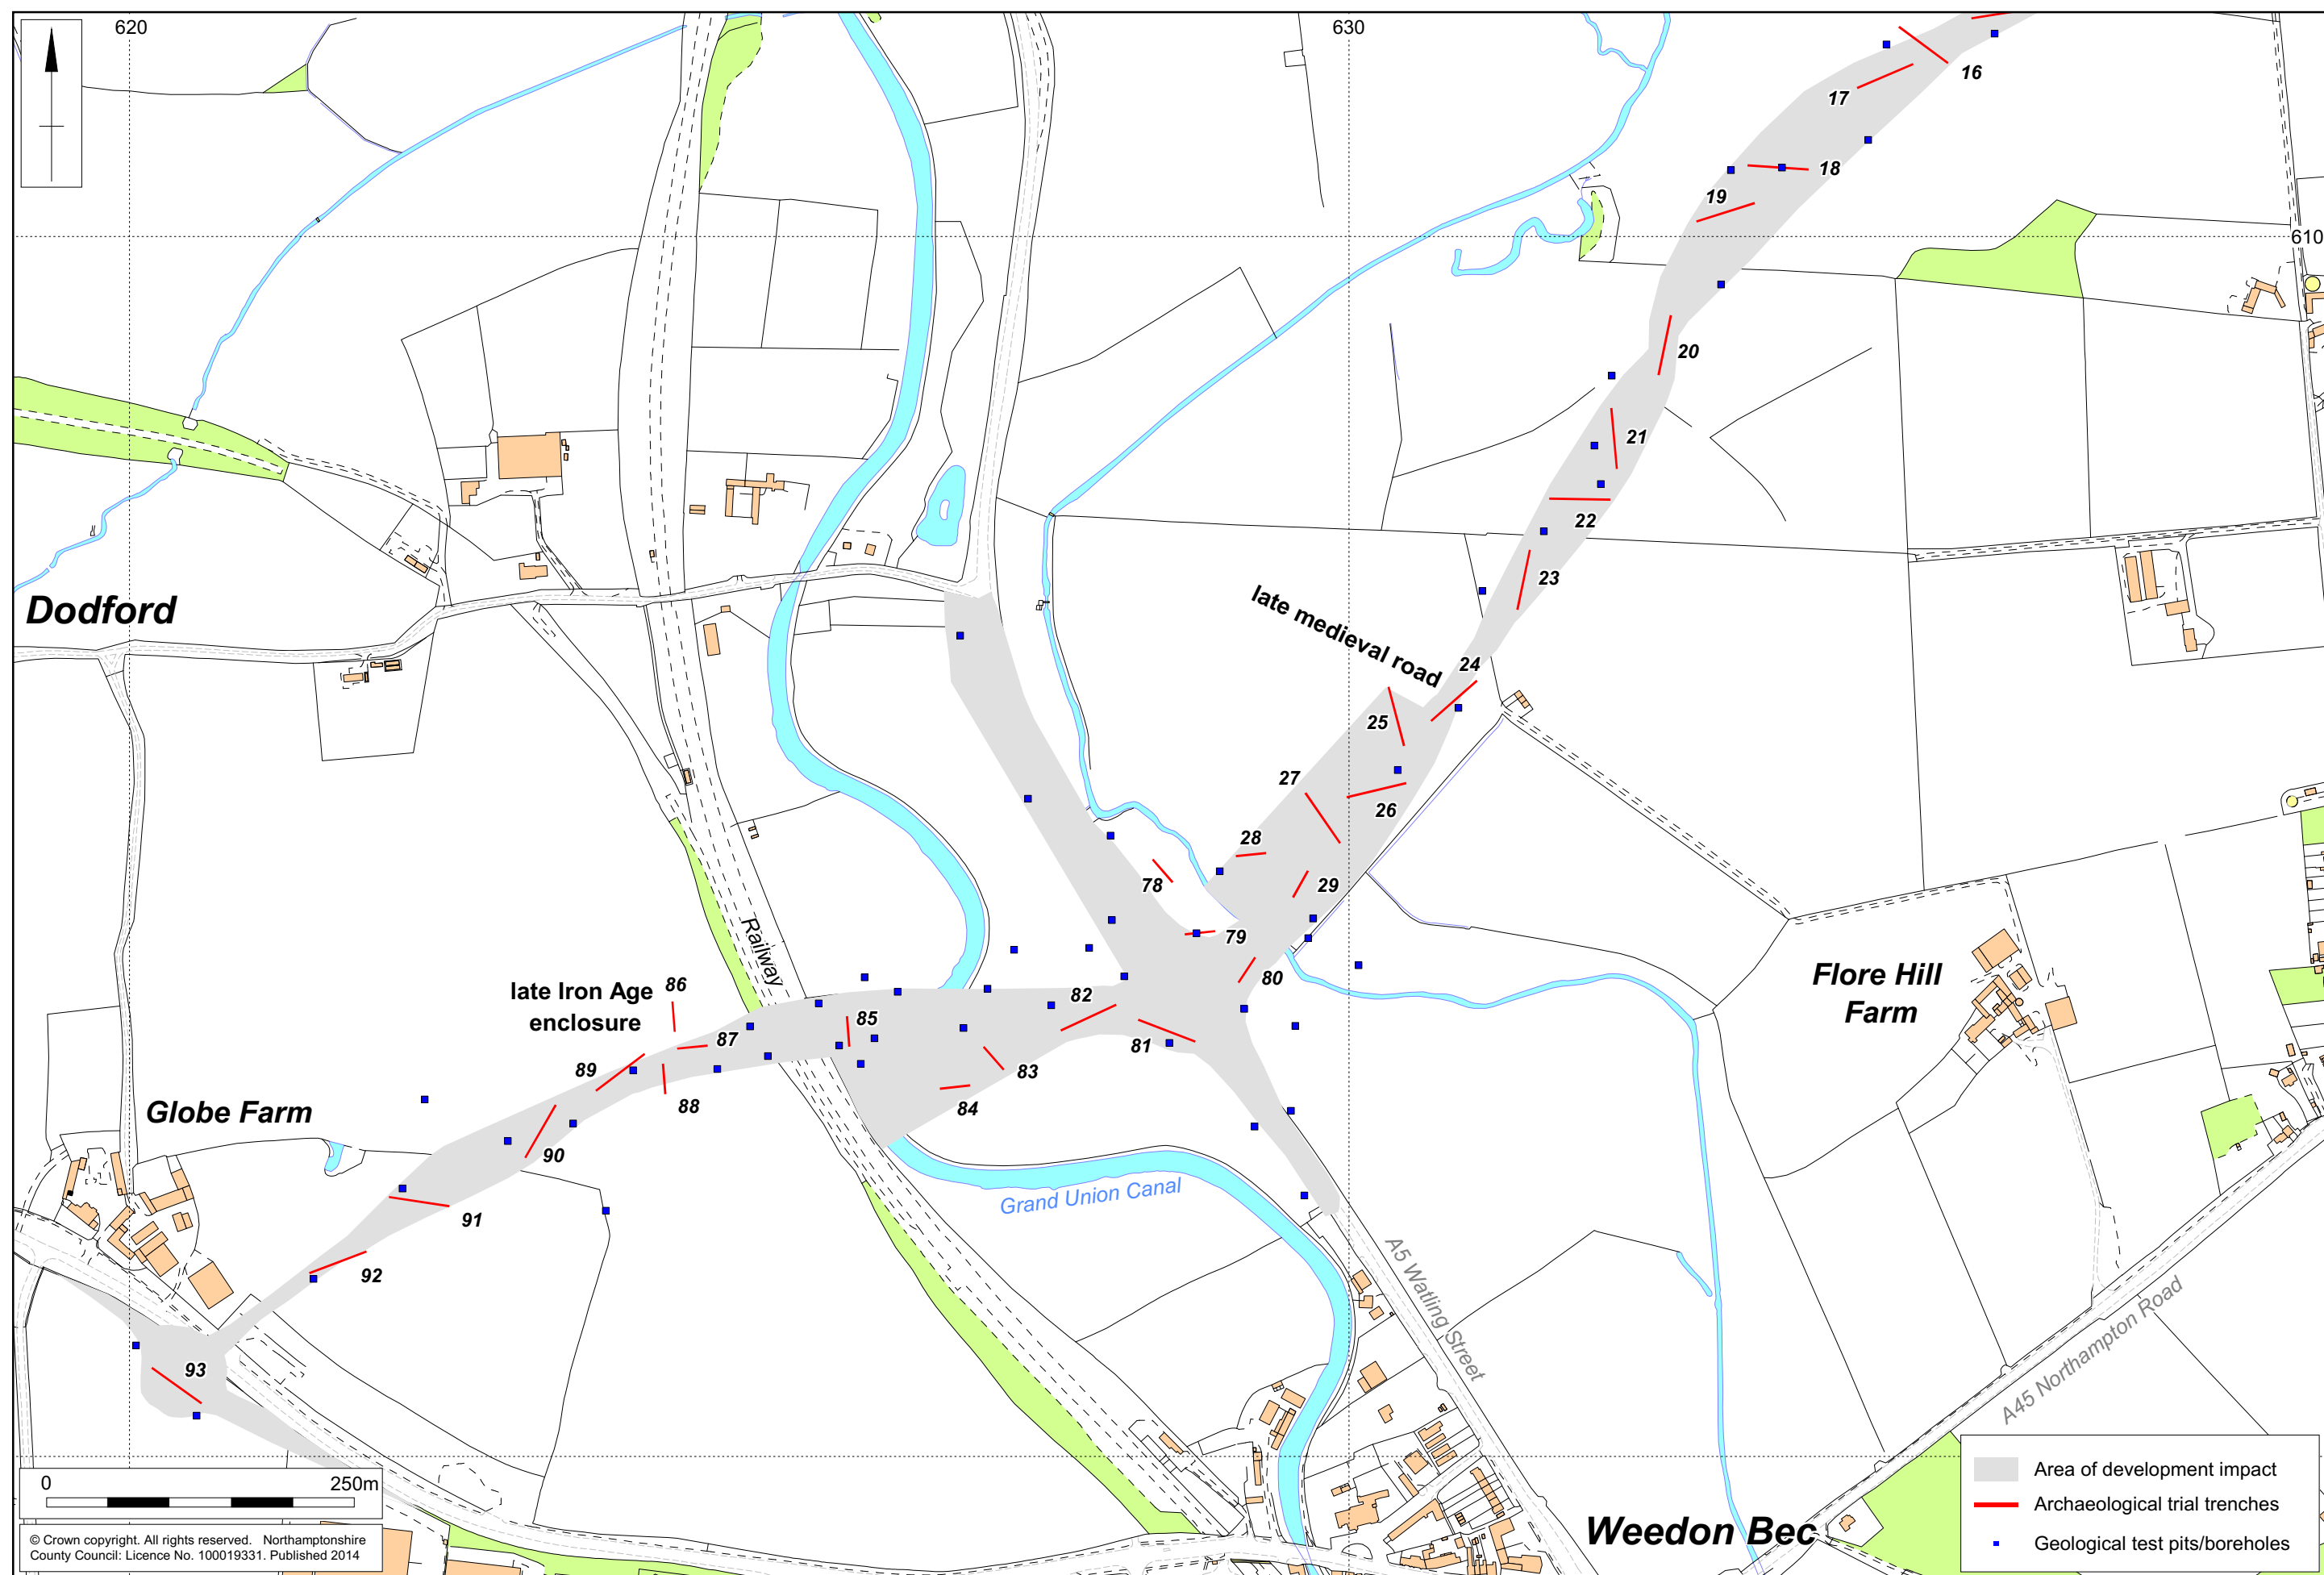 620
630
16
17
18
19
610
20
21
22
23
Dodford
late medieval road
24
25
27
26
28
78
29
79
Railway
80
Flore Hill
Farm
late Iron Age
enclosure
86
82
85
87
81
89
83
88
84
Globe Farm
90
Grand Union Canal
91
92
A5 Watling Street
A45 Northampton Road
93
0
250m
Area of development impact
Archaeological trial trenches
Geological test pits/boreholes
Weedon Bec
© Crown copyright. All rights reserved. Northamptonshire
County Council: Licence No. 100019331. Published 2014